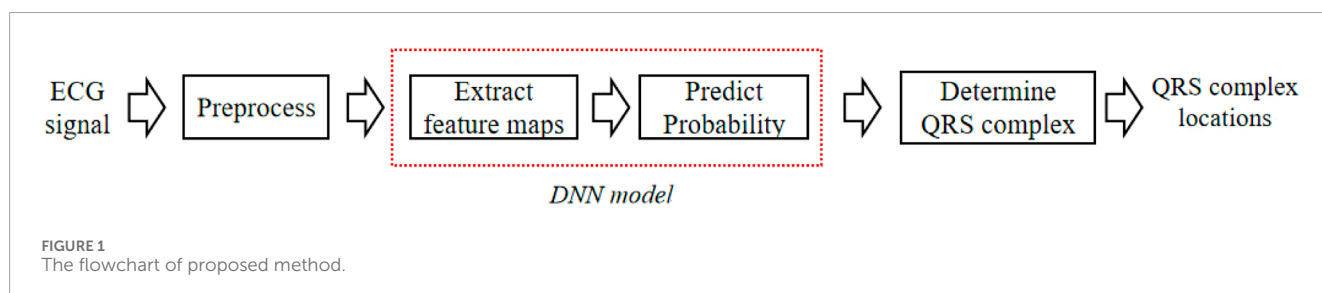 ECG
signal
Preprocess
Extract
feature maps
Predict
Probability
Determine
QRS complex
QRS complex
locations
DNN model
FIGURE 1
The flowchart of proposed method.